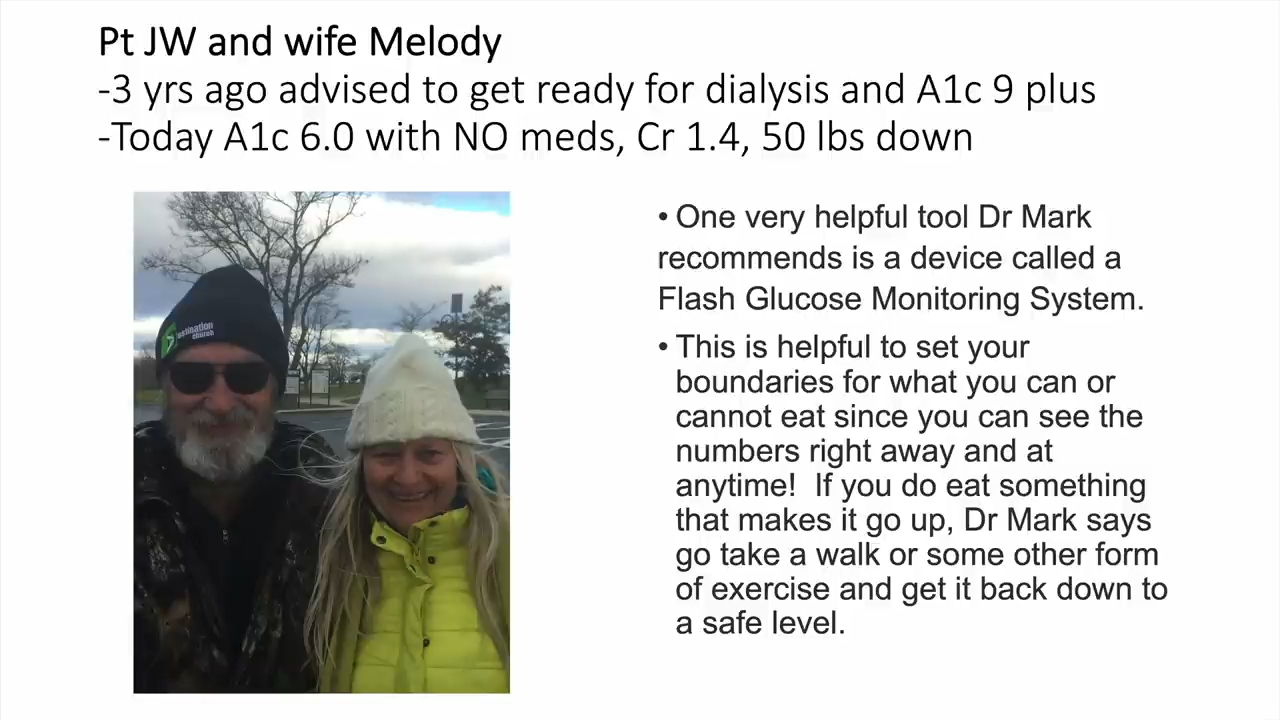 Pt JW and wife Melody
-3 yrs ago advised to get ready for dialysis and A1c 9 plus
-Today A1c 6.0 with NO meds, Cr 1.4, 50 lbs down
• One very helpful tool Dr Mark
recommends is a device called a
Flash Glucose Monitoring System.
• This is helpful to set your
boundaries for what you can or
cannot eat since you can see the
numbers right away and at
anytime!  If you do eat something
that makes it go up, Dr Mark says
go take a walk or some other form
of exercise and get it back down to
a safe level.
destination
church